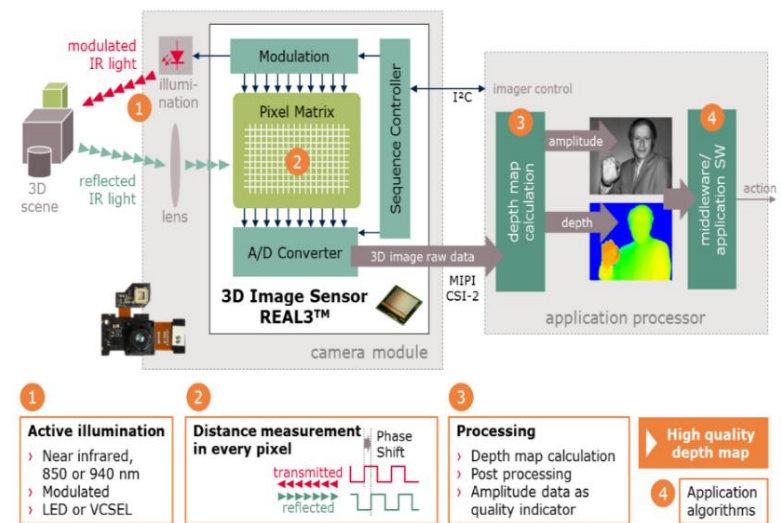 modulated
IR light
illumi-
nation
1
3D
scene
reflected
IR light
lens
Modulation
Pixel Matrix
2
Sequence Controller
A/D Converter
3D image raw data
3D Image Sensor
REAL3™
camera module
I²C
MIPI
CSI-2
imager control
3
depth map
calculation
amplitude
depth
4
middleware/
application SW
action
application processor
1
Active illumination
› Near infrared,
850 or 940 nm
› Modulated
› LED or VCSEL
2
Distance measurement
in every pixel
Phase
Shift
transmitted
reflected
3
Processing
› Depth map calculation
› Post processing
› Amplitude data as
quality indicator
High quality
depth map
4
Application
algorithms